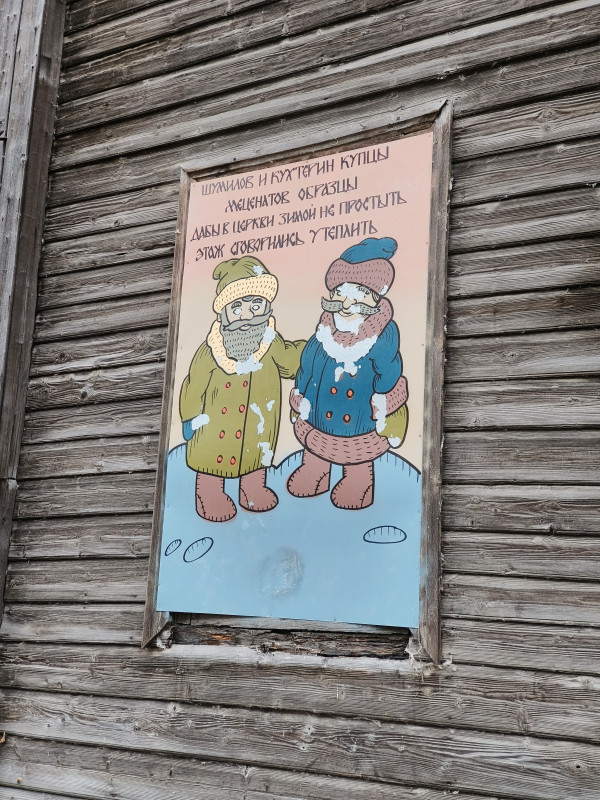 ШУМИЛОВ И КУХТЕРИН КУПЦЫ
МЕЦЕНАТОВ ОБРАЗЦЫ
ДАБЫ В ЦЕРКВИ ЗИМОЙ НЕ ПРОСТЫТЬ
ЭТАЖ СГОВОРИЛИСЬ УТЕПЛИТЬ